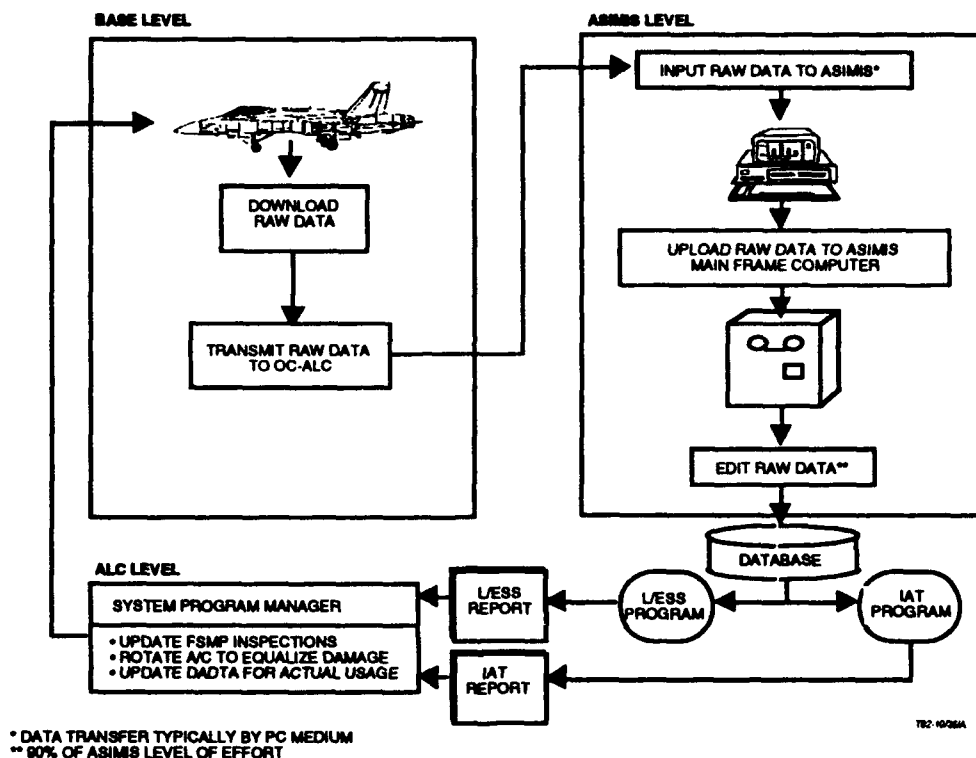 BASE LEVEL
DOWNLOAD
RAW DATA
TRANSMIT RAW DATA
TO OC-ALC
ASIMIS LEVEL
INPUT RAW DATA TO ASIMIS*
UPLOAD RAW DATA TO ASIMIS
MAIN FRAME COMPUTER
EDIT RAW DATA**
DATABASE
L/ESS
PROGRAM
IAT
PROGRAM
L/ESS
REPORT
IAT
REPORT
ALC LEVEL
SYSTEM PROGRAM MANAGER
• UPDATE FSMP INSPECTIONS
• ROTATE A/C TO EQUALIZE DAMAGE
• UPDATE DADTA FOR ACTUAL USAGE
* DATA TRANSFER TYPICALLY BY PC MEDIUM
** 90% OF ASIMIS LEVEL OF EFFORT